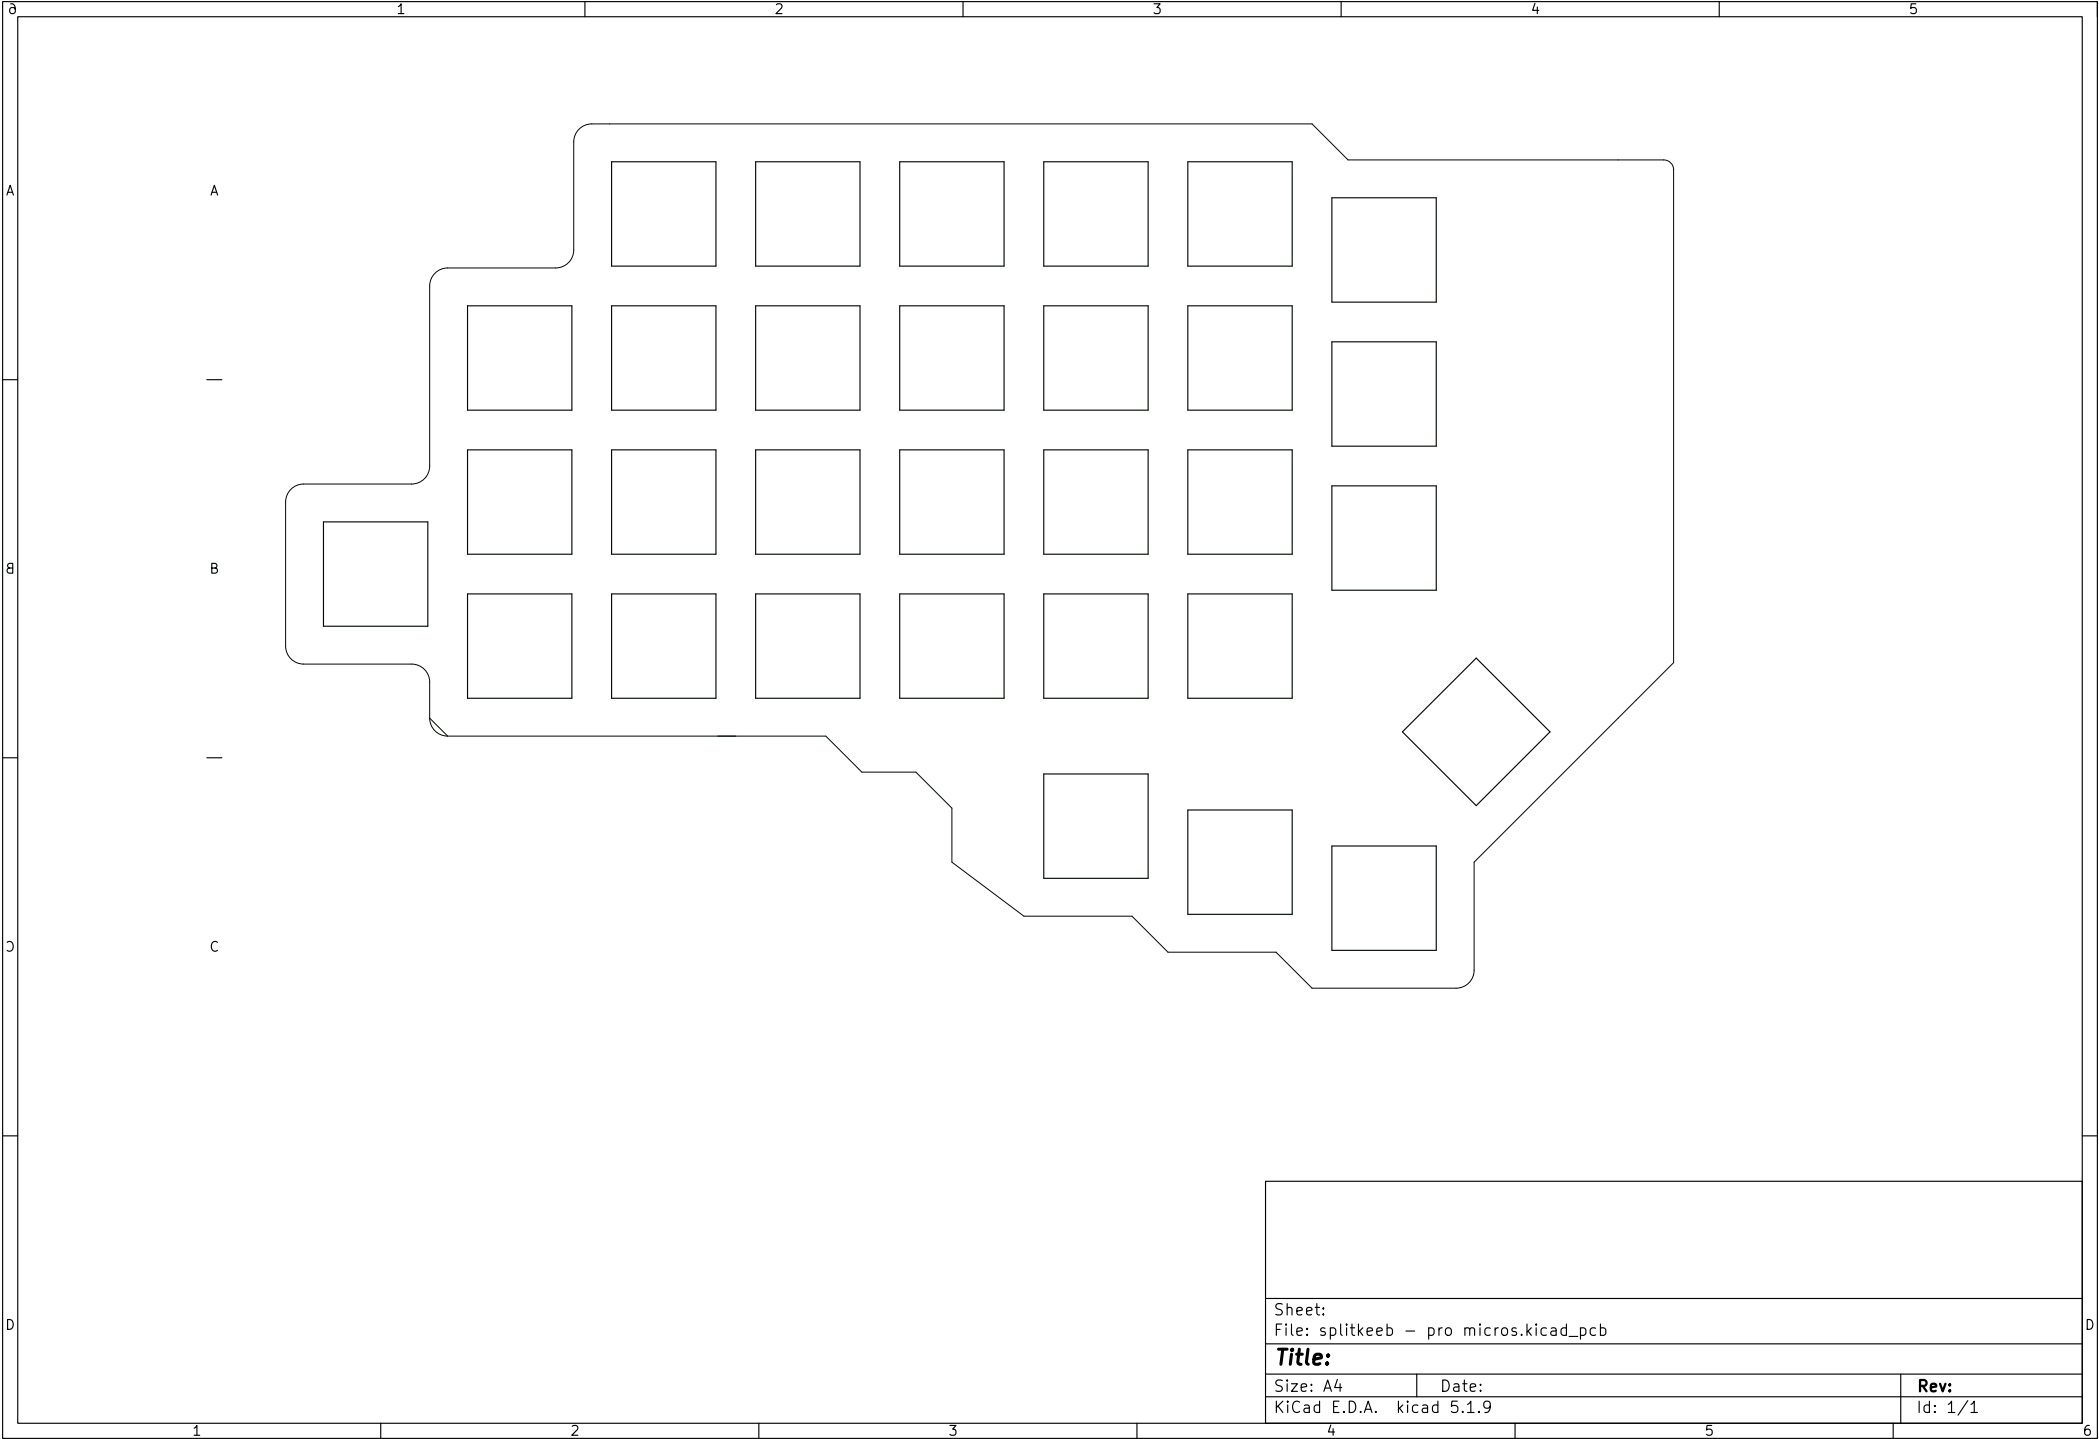 6 1 2 3 4 5
A A
B B
C C
D D
Sheet:
File: splitkeeb – pro micros.kicad_pcb
Title:
Size: A4 Date: Rev:
KiCad E.D.A. kicad 5.1.9 Id: 1/1
1 2 3 4 5 6